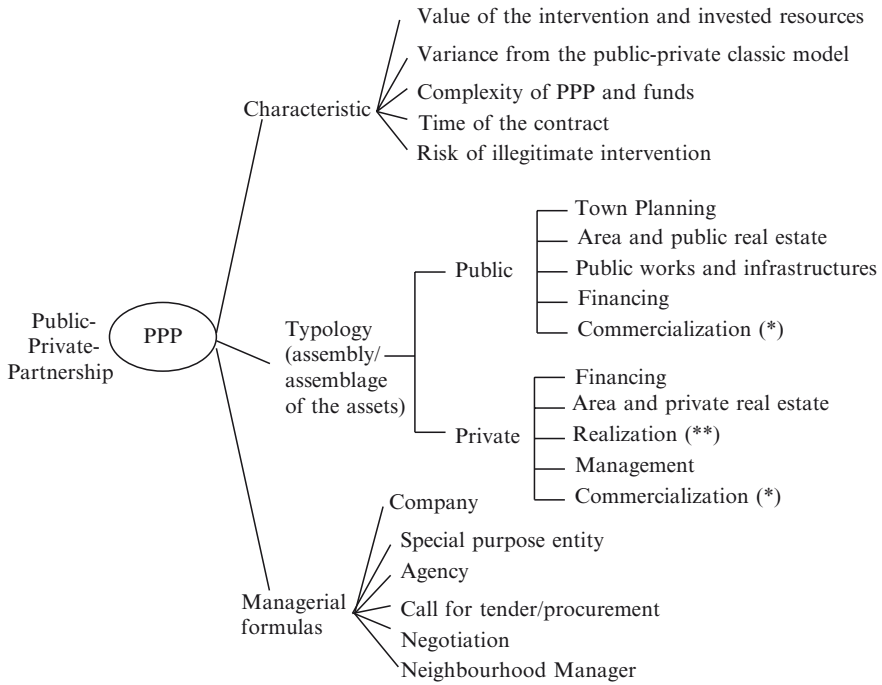 Value of the intervention and invested resources
Variance from the public-private classic model
Characteristic
Complexity of PPP and funds
Time of the contract
Risk of illegitimate intervention
Public-
Private-
Partnership
PPP
Typology
(assembly/
assemblage
of the assets)
Public
Town Planning
Area and public real estate
Public works and infrastructures
Financing
Commercialization (*)
Private
Financing
Area and private real estate
Realization (**)
Management
Commercialization (*)
Managerial
formulas
Company
Special purpose entity
Agency
Call for tender/procurement
Negotiation
Neighbourhood Manager